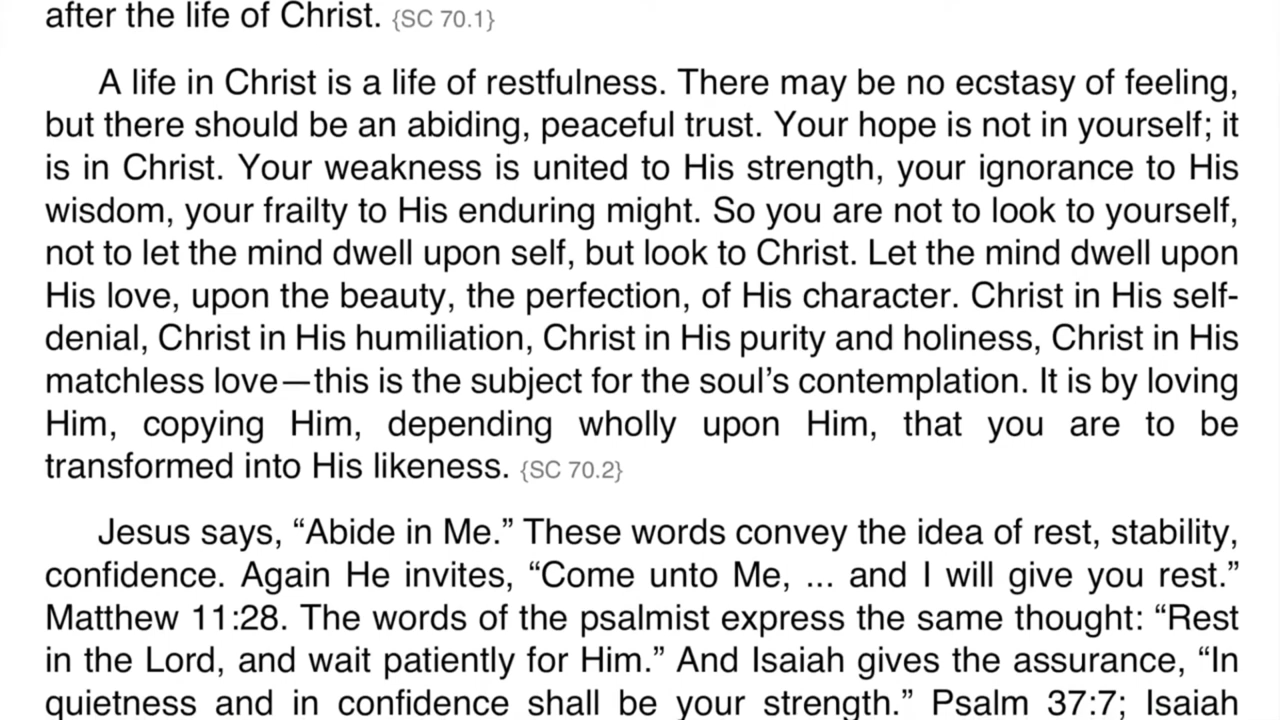 after the life of Christ. {SC 70.1}
A life in Christ is a life of restfulness. There may be no ecstasy of feeling,
but there should be an abiding, peaceful trust. Your hope is not in yourself; it
is in Christ. Your weakness is united to His strength, your ignorance to His
wisdom, your frailty to His enduring might. So you are not to look to yourself,
not to let the mind dwell upon self, but look to Christ. Let the mind dwell upon
His love, upon the beauty, the perfection, of His character. Christ in His self-
denial, Christ in His humiliation, Christ in His purity and holiness, Christ in His
matchless love—this is the subject for the soul’s contemplation. It is by loving
Him, copying Him, depending wholly upon Him, that you are to be
transformed into His likeness. {SC 70.2}
Jesus says, “Abide in Me.” These words convey the idea of rest, stability,
confidence. Again He invites, “Come unto Me, ... and I will give you rest.”
Matthew 11:28. The words of the psalmist express the same thought: “Rest
in the Lord, and wait patiently for Him.” And Isaiah gives the assurance, “In
quietness and in confidence shall be your strength.” Psalm 37:7; Isaiah